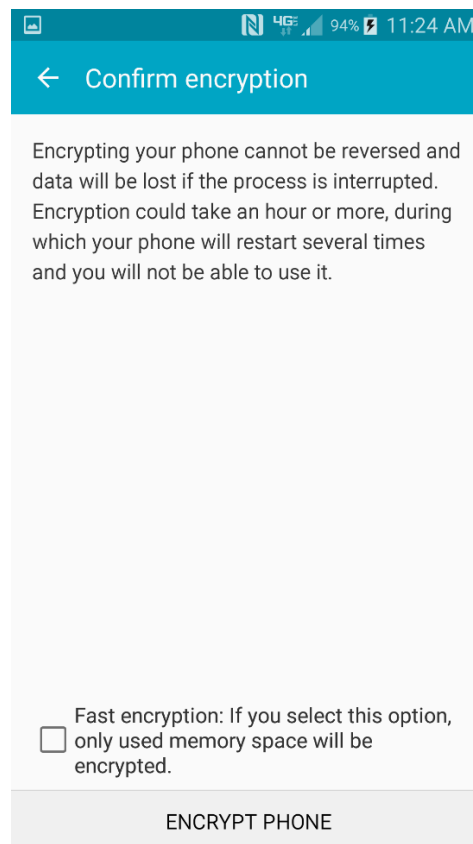 4G 94% 11:24 AM
Confirm encryption
Encrypting your phone cannot be reversed and
data will be lost if the process is interrupted.
Encryption could take an hour or more, during
which your phone will restart several times
and you will not be able to use it.
Fast encryption: If you select this option,
only used memory space will be
encrypted.
ENCRYPT PHONE